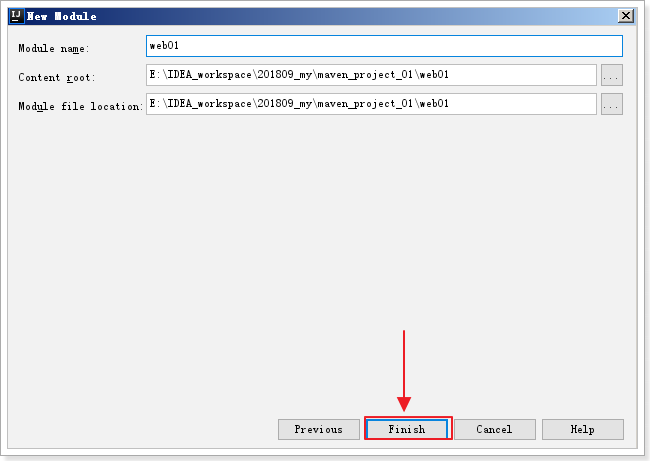 IJ New Module
Module name: web01
Content root: E:\IDEA_workspace\201809_my\maven_project_01\web01 ...
Module file location: E:\IDEA_workspace\201809_my\maven_project_01\web01 ...
Previous Finish Cancel Help